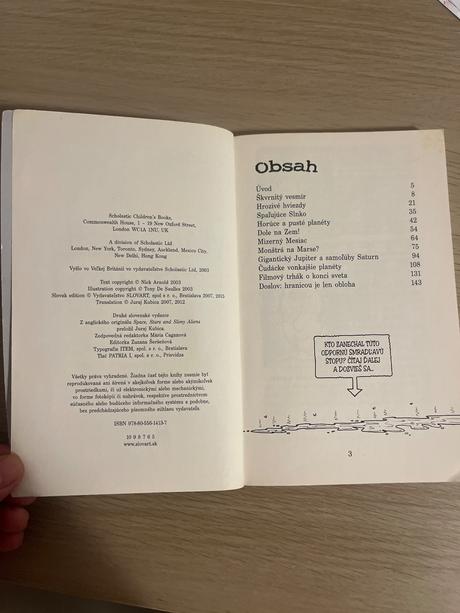 Scholastic Children's Books,
Commonwealth House, 1 – 19 New Oxford Street,
London WC1A 1NU, UK
A division of Scholastic Ltd
London, New York, Toronto, Sydney, Auckland, Mexico City,
New Delhi, Hong Kong
Vyšlo vo Veľkej Británii vo vydavateľstve Scholastic Ltd, 2003
Text copyright © Nick Arnold 2003
Illustration copyright © Tony De Saulles 2003
Slovak edition © Vydavateľstvo SLOVART, spol. s r. o., Bratislava 2007, 2015
Translation © Juraj Kubica 2007, 2012
Druhé slovenské vydanie
Z anglického originálu Space, Stars and Slimy Aliens
preložil Juraj Kubica.
Zodpovedná redaktorka Mária Caganová
Editorka Zuzana Šeršeňová
Typografia ITEM, spol. s r. o., Bratislava
Tlač PATRIA I., spol. s r. o., Prievidza
Všetky práva vyhradené. Žiadna časť tejto knihy nesmie byť
reprodukovaná ani šírená v akejkoľvek forme alebo akýmikoľvek
prostriedkami, či už elektronickými alebo mechanickými,
vo forme fotokópií či nahrávok, respektíve prostredníctvom
súčasného alebo budúceho informačného systému a podobne,
bez predchádzajúceho písomného súhlasu vydavateľa.
ISBN 978-80-556-1413-7
10 9 8 7 6 5
www.slovart.sk
Obsah
Úvod 5
Škvrnitý vesmír 8
Hrozivé hviezdy 21
Spaľujúce Slnko 35
Horúce a pusté planéty 42
Dole na Zem! 54
Mizerný Mesiac 64
Monštrá na Marse? 75
Gigantický Jupiter a samoľúby Saturn 94
Čudácke vonkajšie planéty 108
Filmový trhák o konci sveta 131
Doslov: hranicou je len obloha 143
KTO ZANECHAL TÚTO
ODPORNÚ SMRADĽAVÚ
STOPU? ČÍTAJ ĎALEJ
A DOZVIEŠ SA...
3